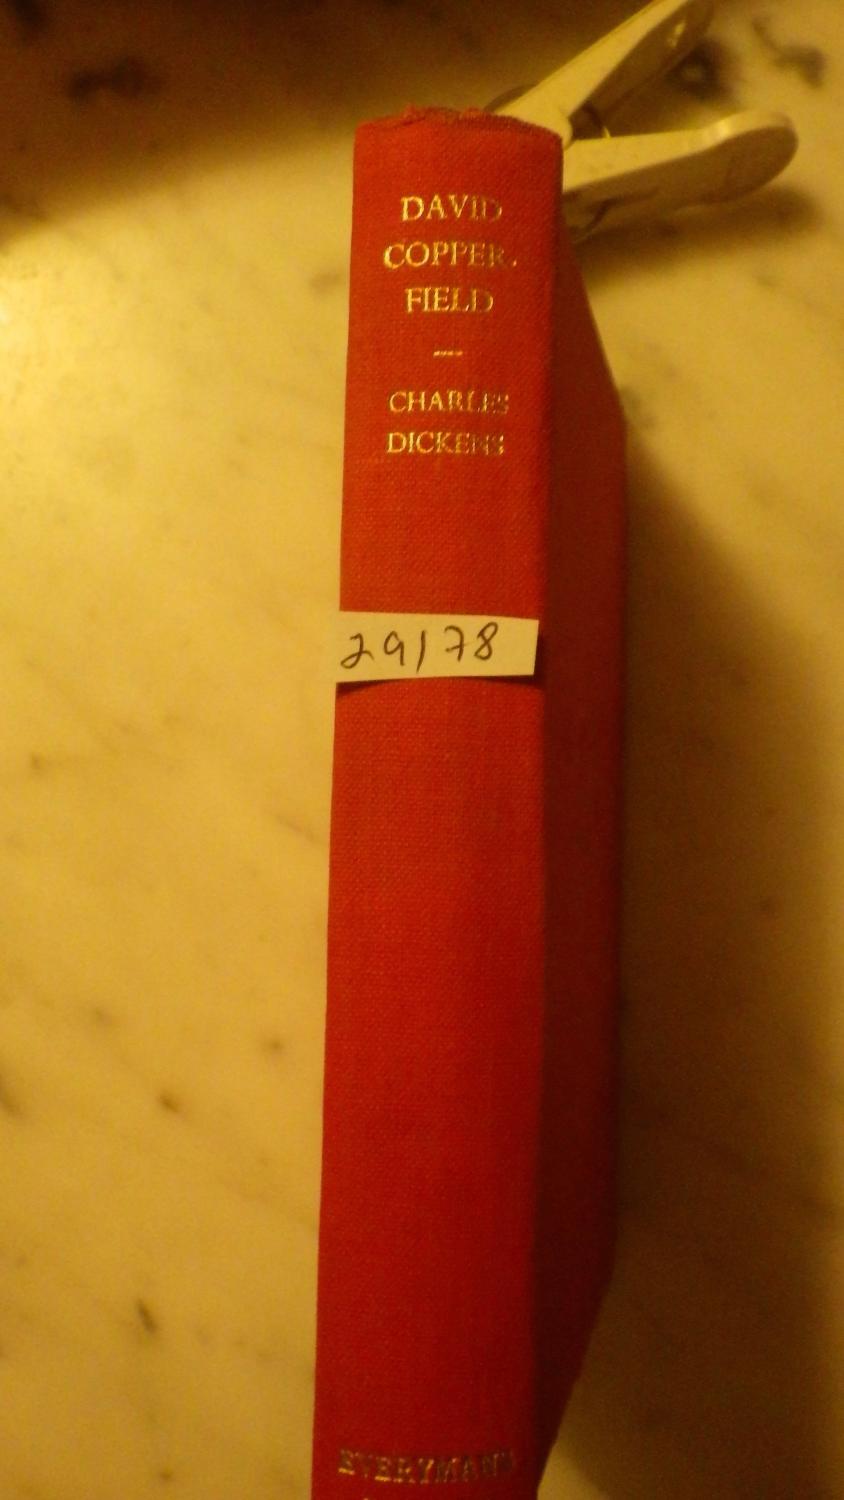 DAVID
COPPER-
FIELD
CHARLES
DICKENS
29178
EVERYMAN'S